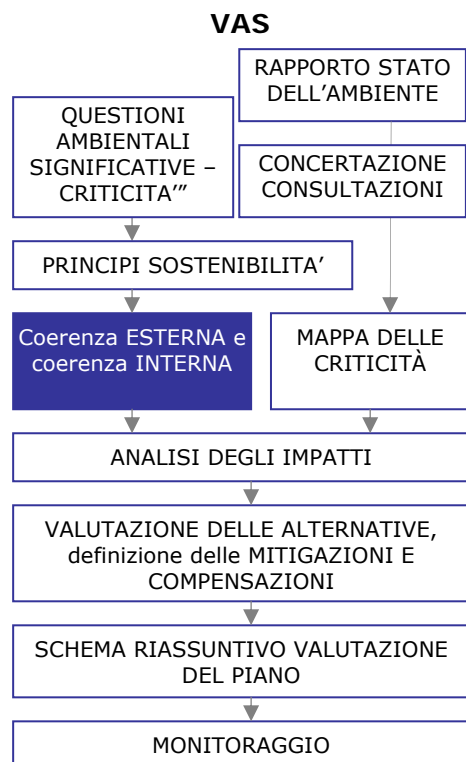 VAS
RAPPORTO STATO
DELL'AMBIENTE
QUESTIONI
AMBIENTALI
SIGNIFICATIVE –
CRITICITA'”
CONCERTAZIONE
CONSULTAZIONI
PRINCIPI SOSTENIBILITA'
Coerenza ESTERNA e
coerenza INTERNA
MAPPA DELLE
CRITICITÀ
ANALISI DEGLI IMPATTI
VALUTAZIONE DELLE ALTERNATIVE,
definizione delle MITIGAZIONI E
COMPENSAZIONI
SCHEMA RIASSUNTIVO VALUTAZIONE
DEL PIANO
MONITORAGGIO